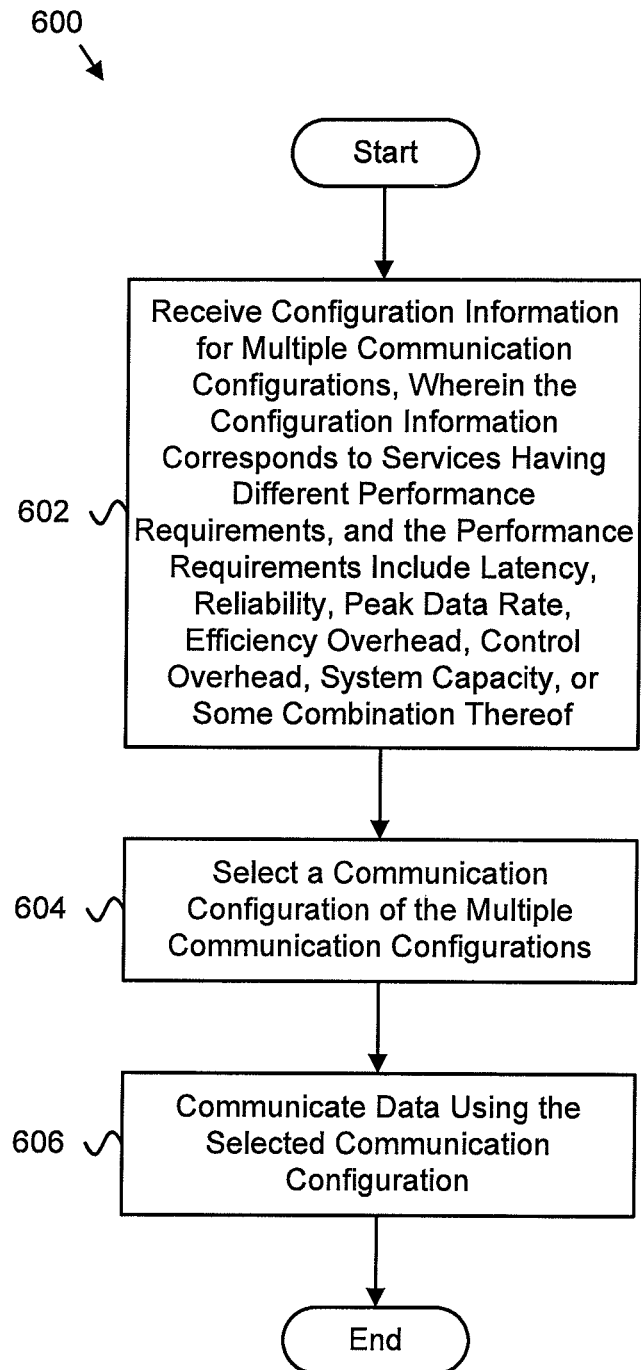 600
Start
Receive Configuration Information
for Multiple Communication
Configurations, Wherein the
Configuration Information
Corresponds to Services Having
Different Performance
Requirements, and the Performance
Requirements Include Latency,
Reliability, Peak Data Rate,
Efficiency Overhead, Control
Overhead, System Capacity, or
Some Combination Thereof
602
Select a Communication
Configuration of the Multiple
Communication Configurations
604
Communicate Data Using the
Selected Communication
Configuration
606
End